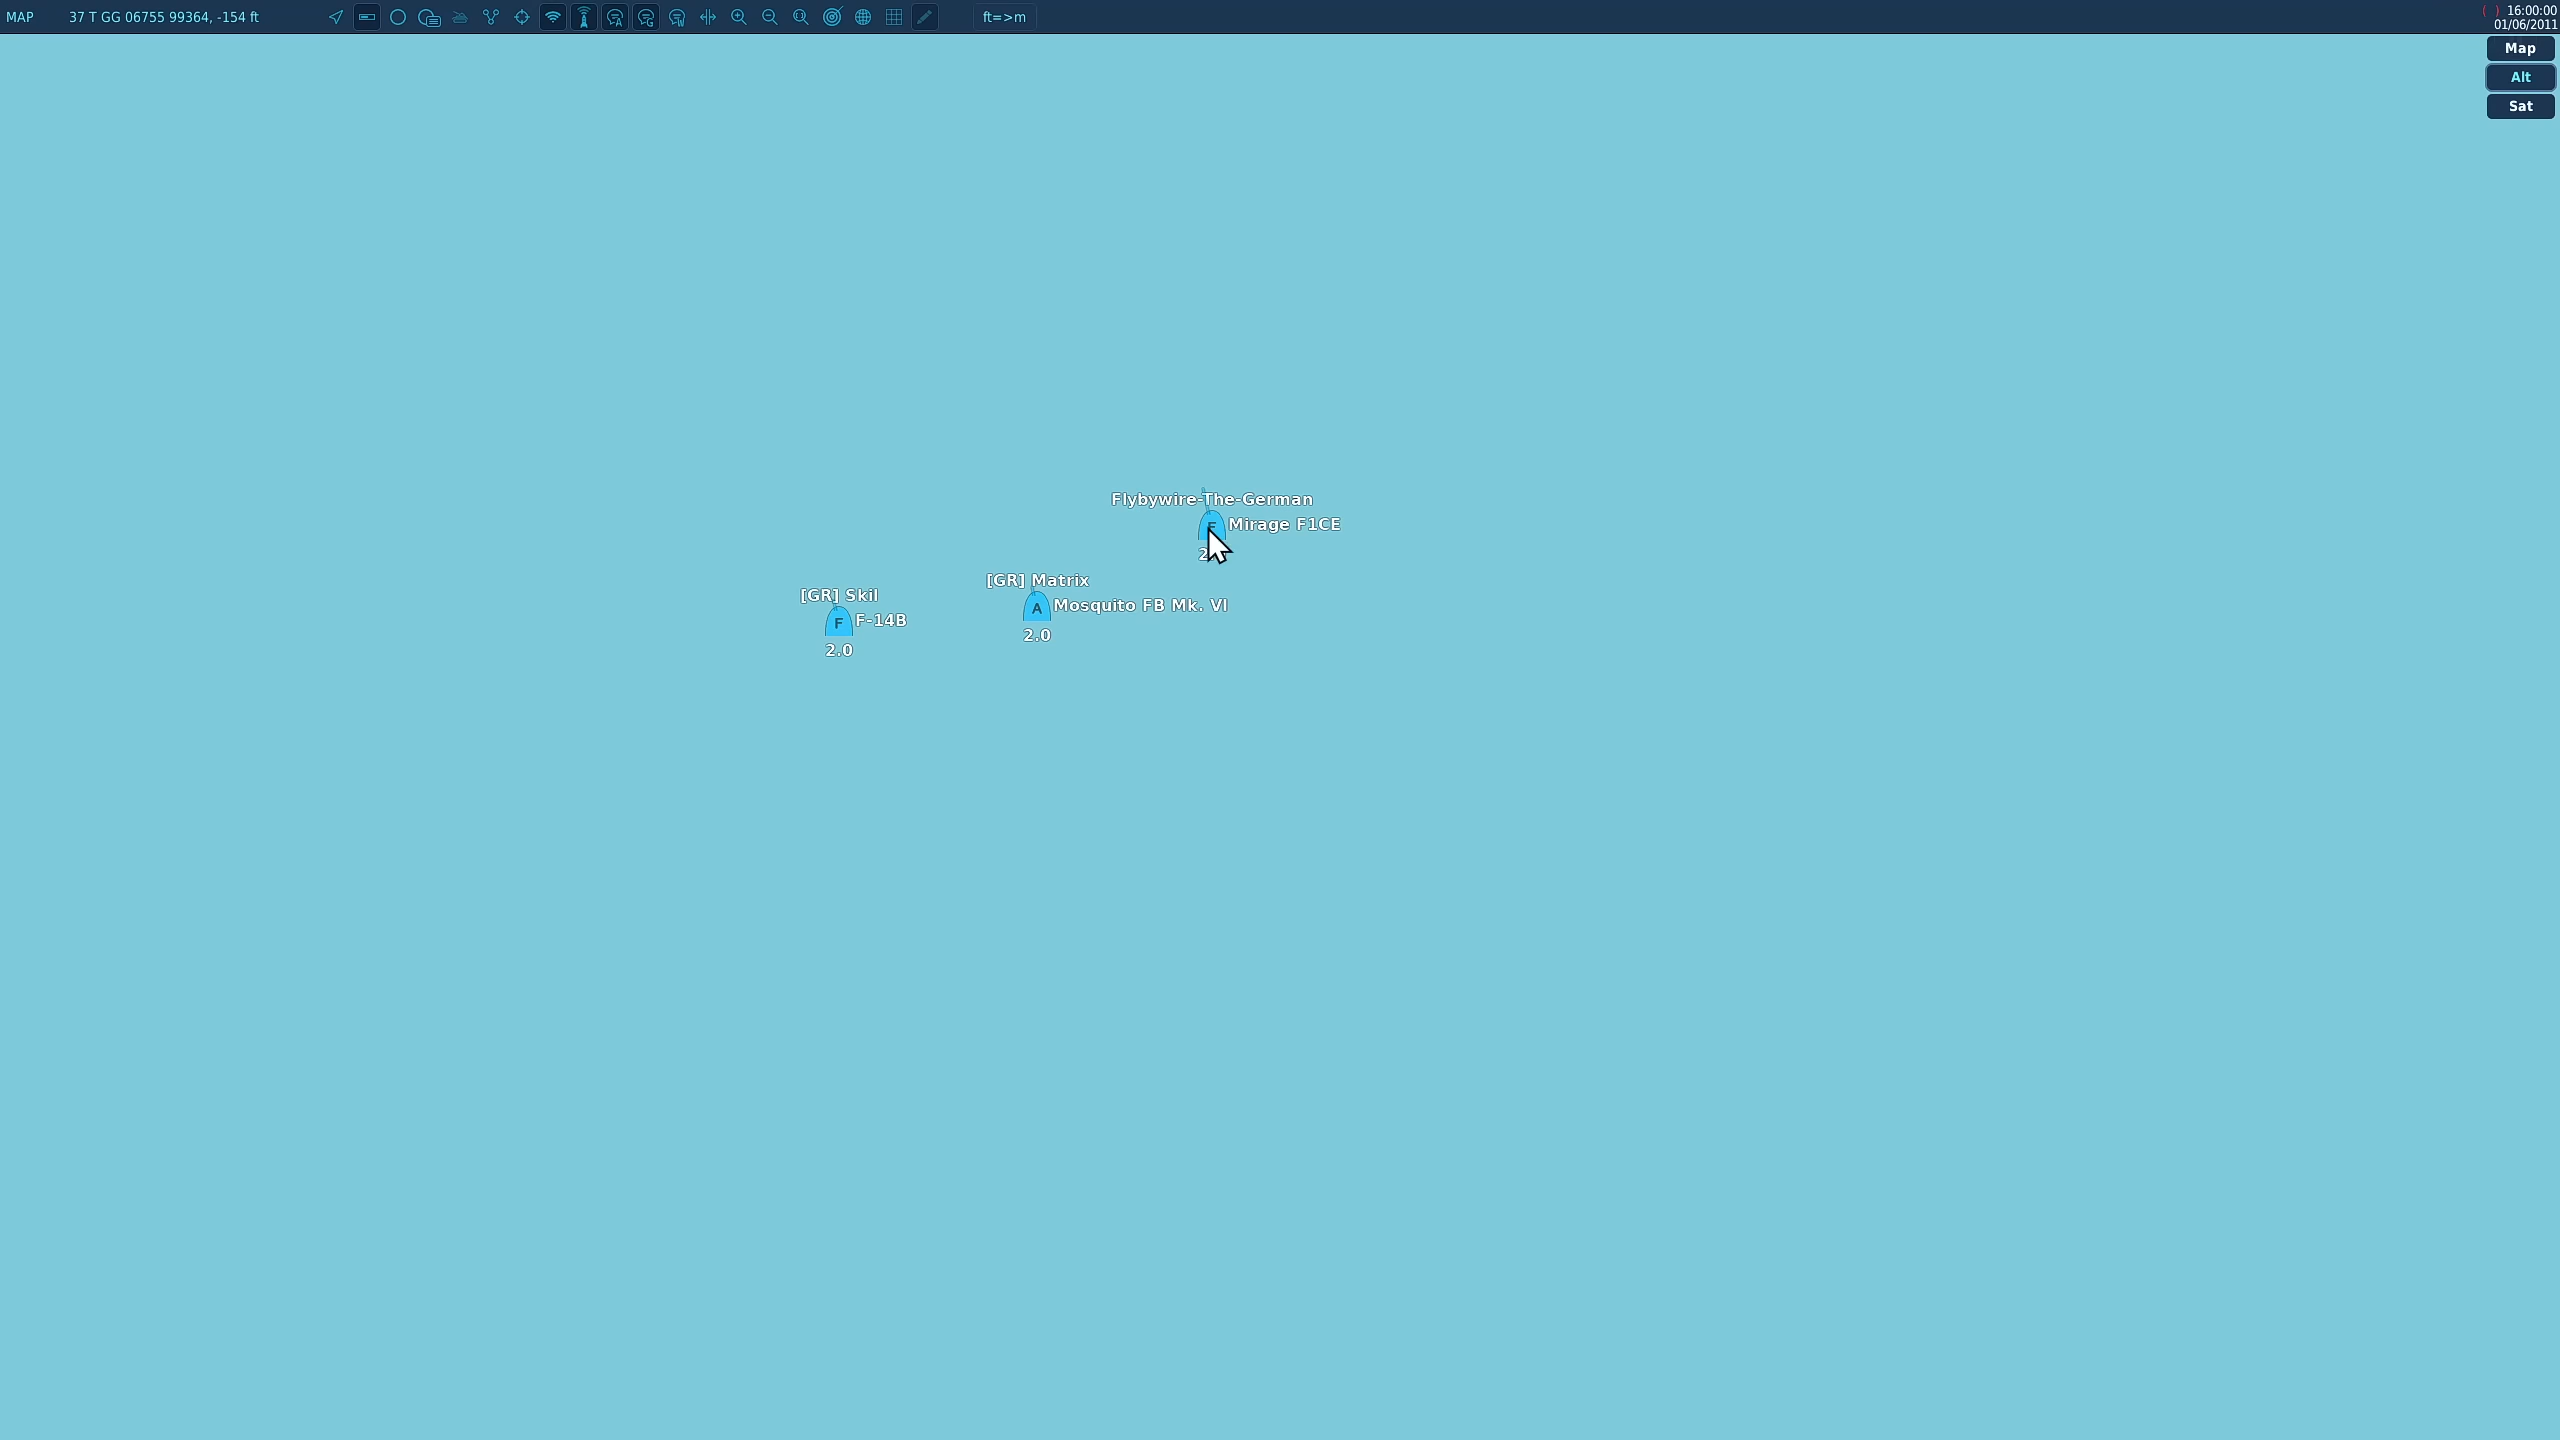 MAP 37 T GG 06755 99364, -154 ft ft=>m ( ) 16:00:00
01/06/2011
Map
Alt
Sat
Flybywire-The-German
F Mirage F1CE
[GR] Matrix
A Mosquito FB Mk. VI
2.0
[GR] Skil
F F-14B
2.0